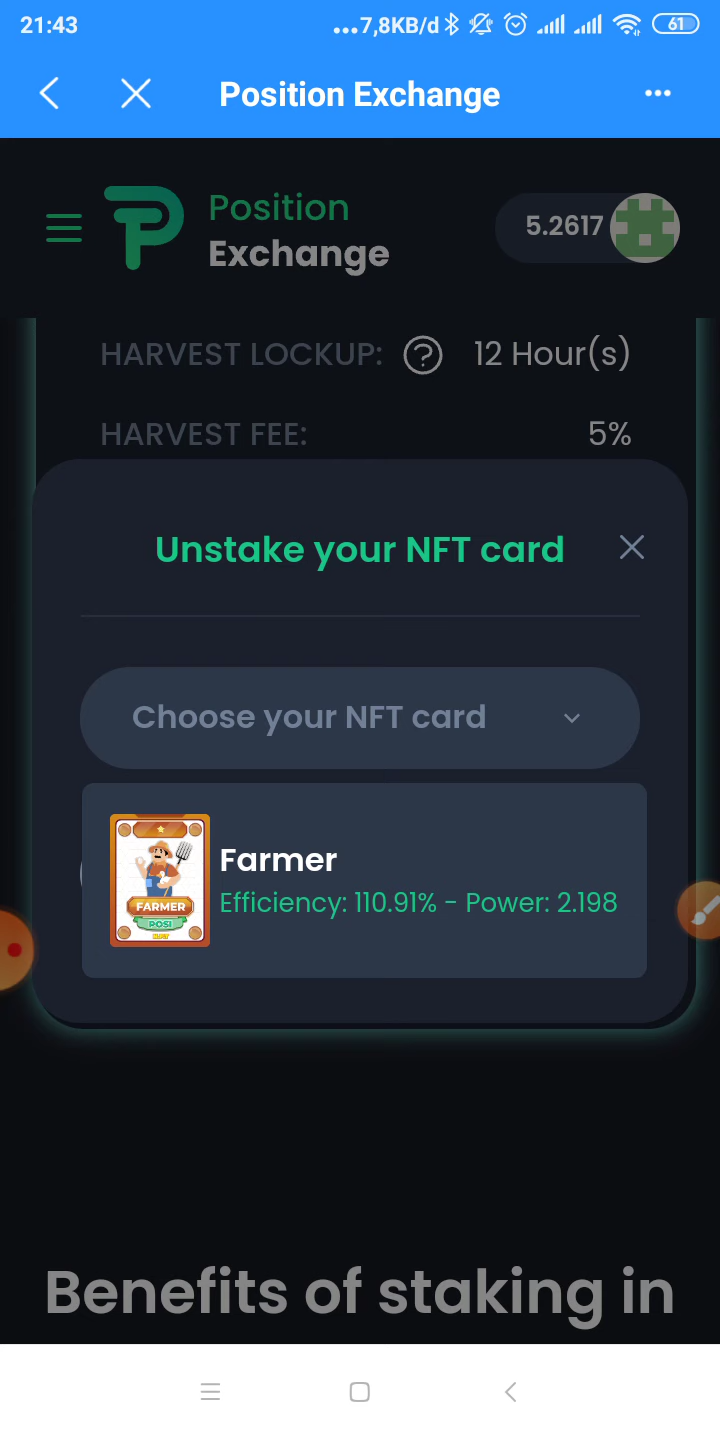 21:43
...7,8KB/d
61
Position Exchange
Position
Exchange
5.2617
HARVEST LOCKUP: ? 12 Hour(s)
HARVEST FEE: 5%
Unstake your NFT card
Choose your NFT card
Farmer
Efficiency: 110.91% - Power: 2.198
FARMER
POSI
Benefits of staking in